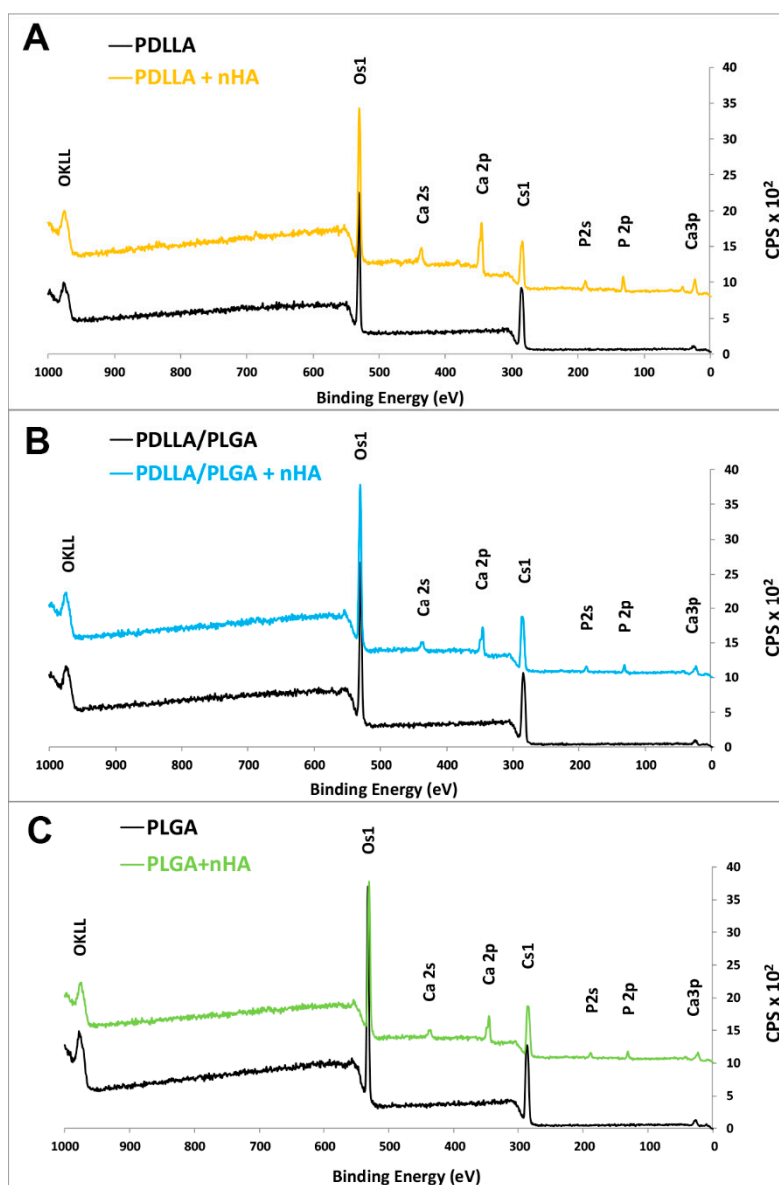 A
PDLLA
PDLLA + nHA
OKLL
Os1
Ca 2s
Ca 2p
Cs1
P2s
P 2p
Ca3p
40
35
30
25
20
15
10
5
0
CPS x 10²
1000 900 800 700 600 500 400 300 200 100 0
Binding Energy (eV)
B
PDLLA/PLGA
PDLLA/PLGA + nHA
OKLL
Os1
Ca 2s
Ca 2p
Cs1
P2s
P 2p
Ca3p
40
35
30
25
20
15
10
5
0
CPS x 10²
1000 900 800 700 600 500 400 300 200 100 0
Binding Energy (eV)
C
PLGA
PLGA+nHA
OKLL
Os1
Ca 2s
Ca 2p
Cs1
P2s
P 2p
Ca3p
40
35
30
25
20
15
10
5
0
CPS x 10²
1000 900 800 700 600 500 400 300 200 100 0
Binding Energy (eV)